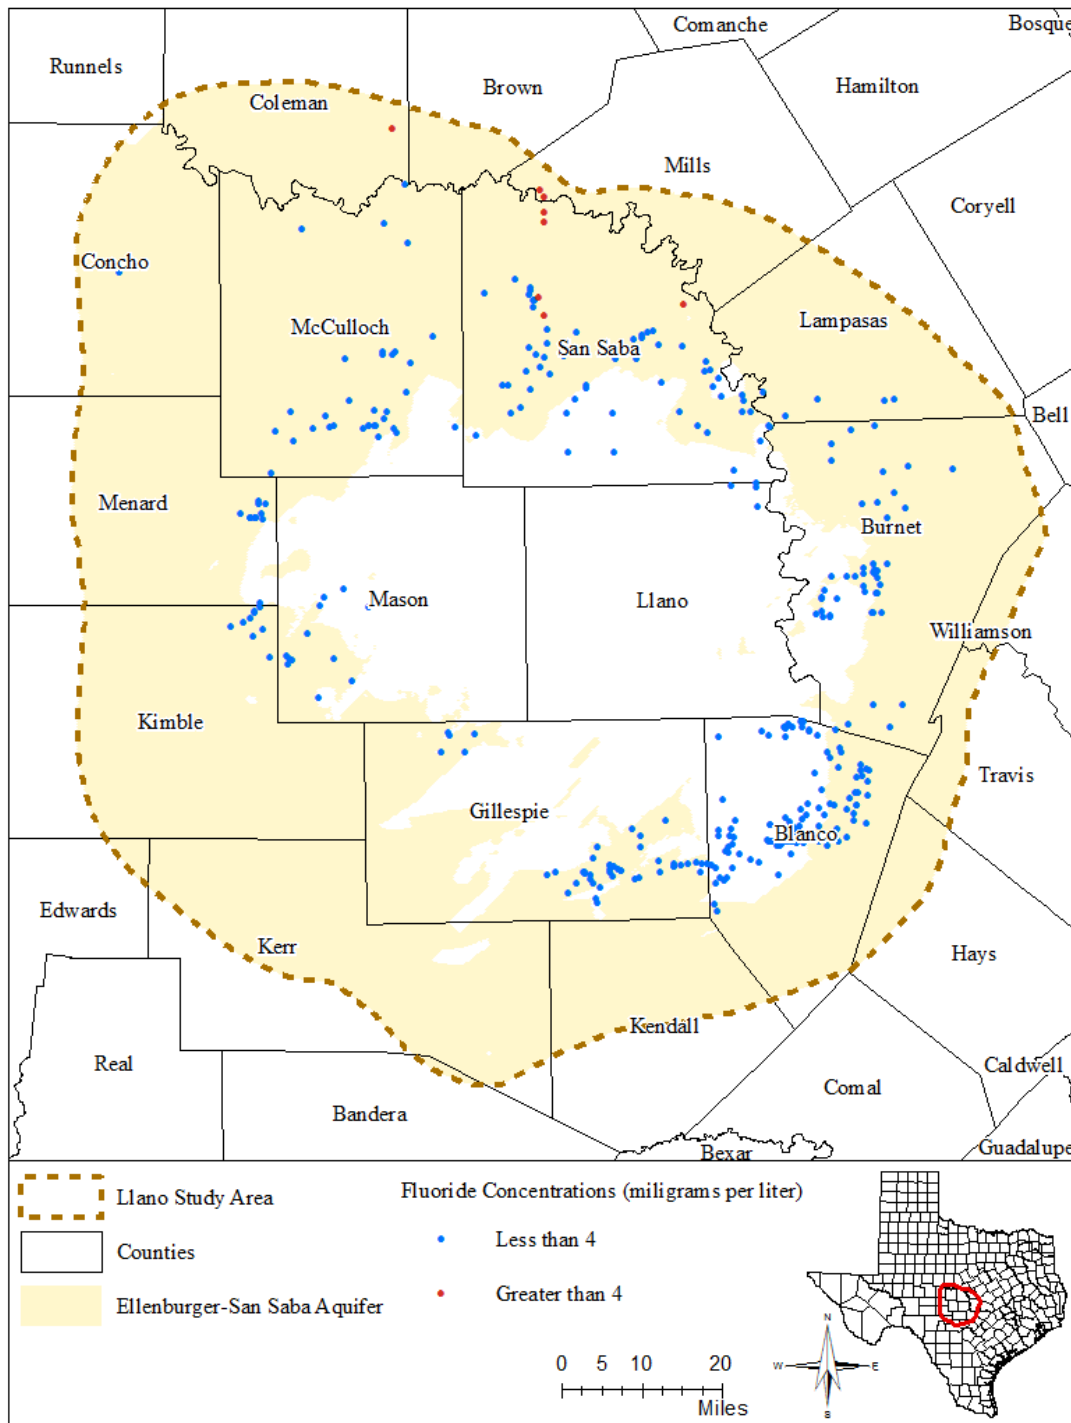 Comanche
Bosque
Runnels
Brown
Hamilton
Coleman
Mills
Coryell
Concho
McCulloch
San Saba
Lampasas
Bell
Menard
Burnet
Mason
Llano
Williamson
Kimble
Travis
Gillespie
Blanco
Edwards
Kerr
Hays
Kendall
Real
Caldwell
Comal
Bandera
Guadalupe
Bexar
Llano Study Area
Counties
Ellenburger-San Saba Aquifer
Fluoride Concentrations (miligrams per liter)
Less than 4
Greater than 4
0 5 10 20
Miles
N
W E
S